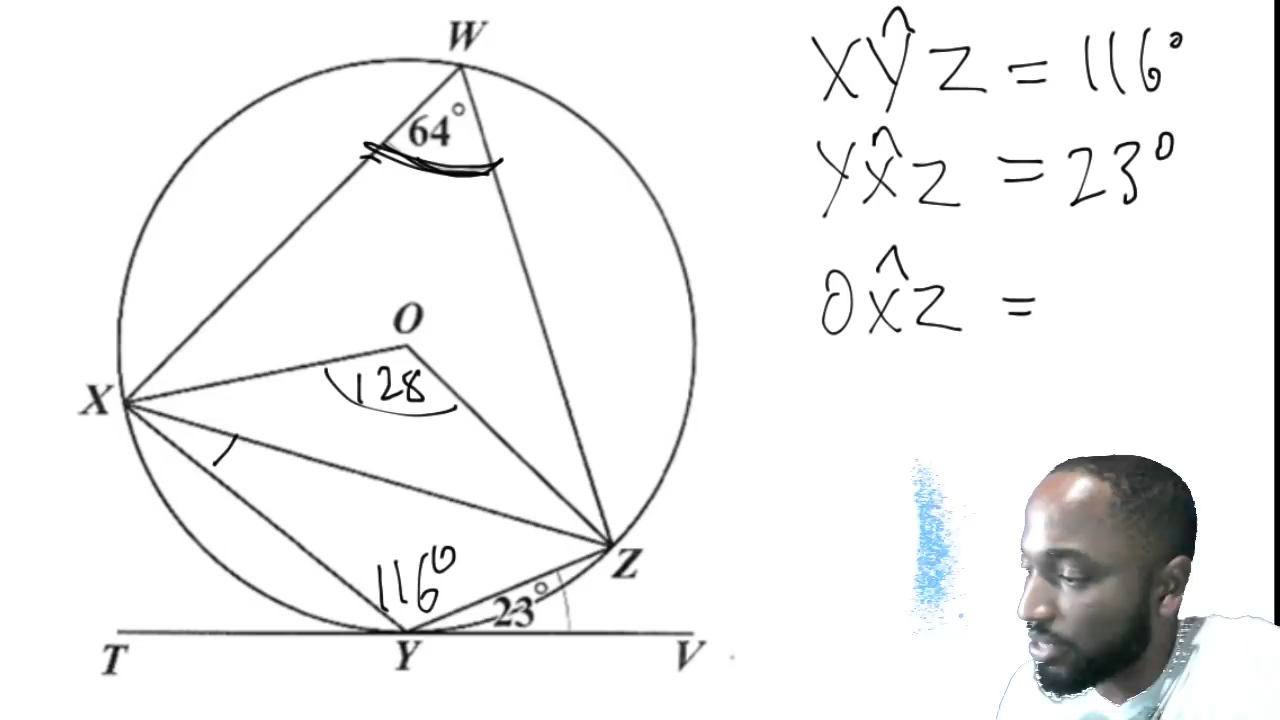 W
64°
XŶZ = 116°
YX̂Z = 23°
OX̂Z =
O
128
X
116°
23°
Z
T
Y
V